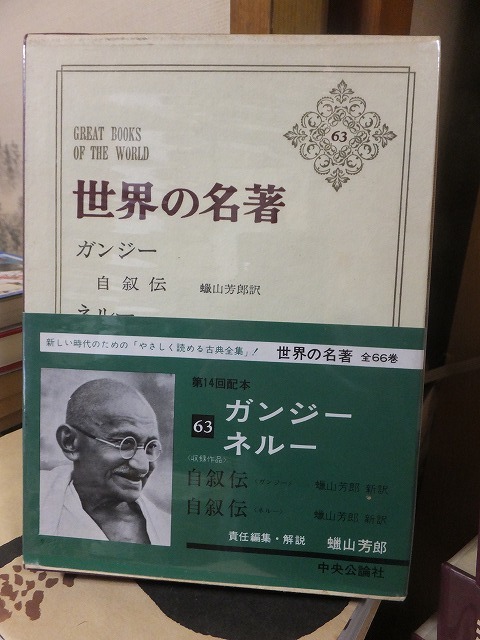 GREAT BOOKS
OF THE WORLD
63
世界の名著
ガンジー
自叙伝 蠟山芳郎訳
ネルー
新しい時代のための「やさしく読める古典全集」! 世界の名著 全66巻
第14回配本
63 ガンジー
ネルー
〈収録作品〉
自叙伝(ガンジー) 蠟山芳郎 新訳
自叙伝(ネルー) 蠟山芳郎 新訳
責任編集・解説 蠟山芳郎
中央公論社